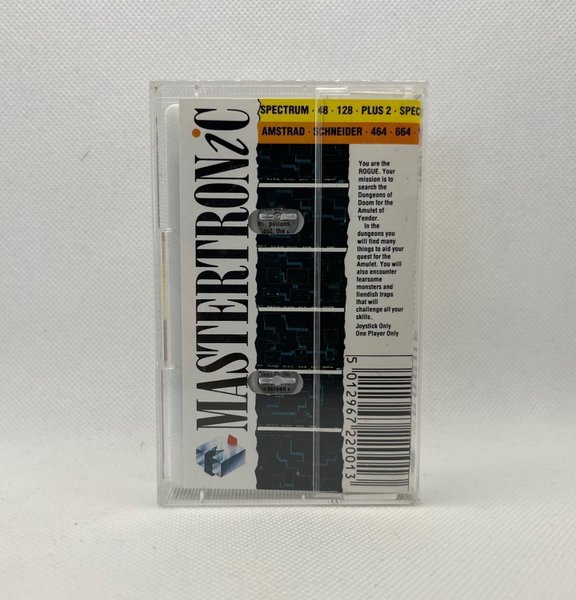 MASTERTRONiC
SPECTRUM · 48 · 128 · PLUS 2 · SPEC
AMSTRAD · SCHNEIDER · 464 · 664 ·
You are the
ROGUE. Your
mission is to
search the
Dungeons of
Doom for the
Amulet of
Yendor.
In the
dungeons you
will find many
things to aid your
quest for the
Amulet. You will
also encounter
fearsome
monsters and
fiendish traps
that will
challenge all your
skills.
Joystick Only
One Player Only
potions,
5 012967 220013